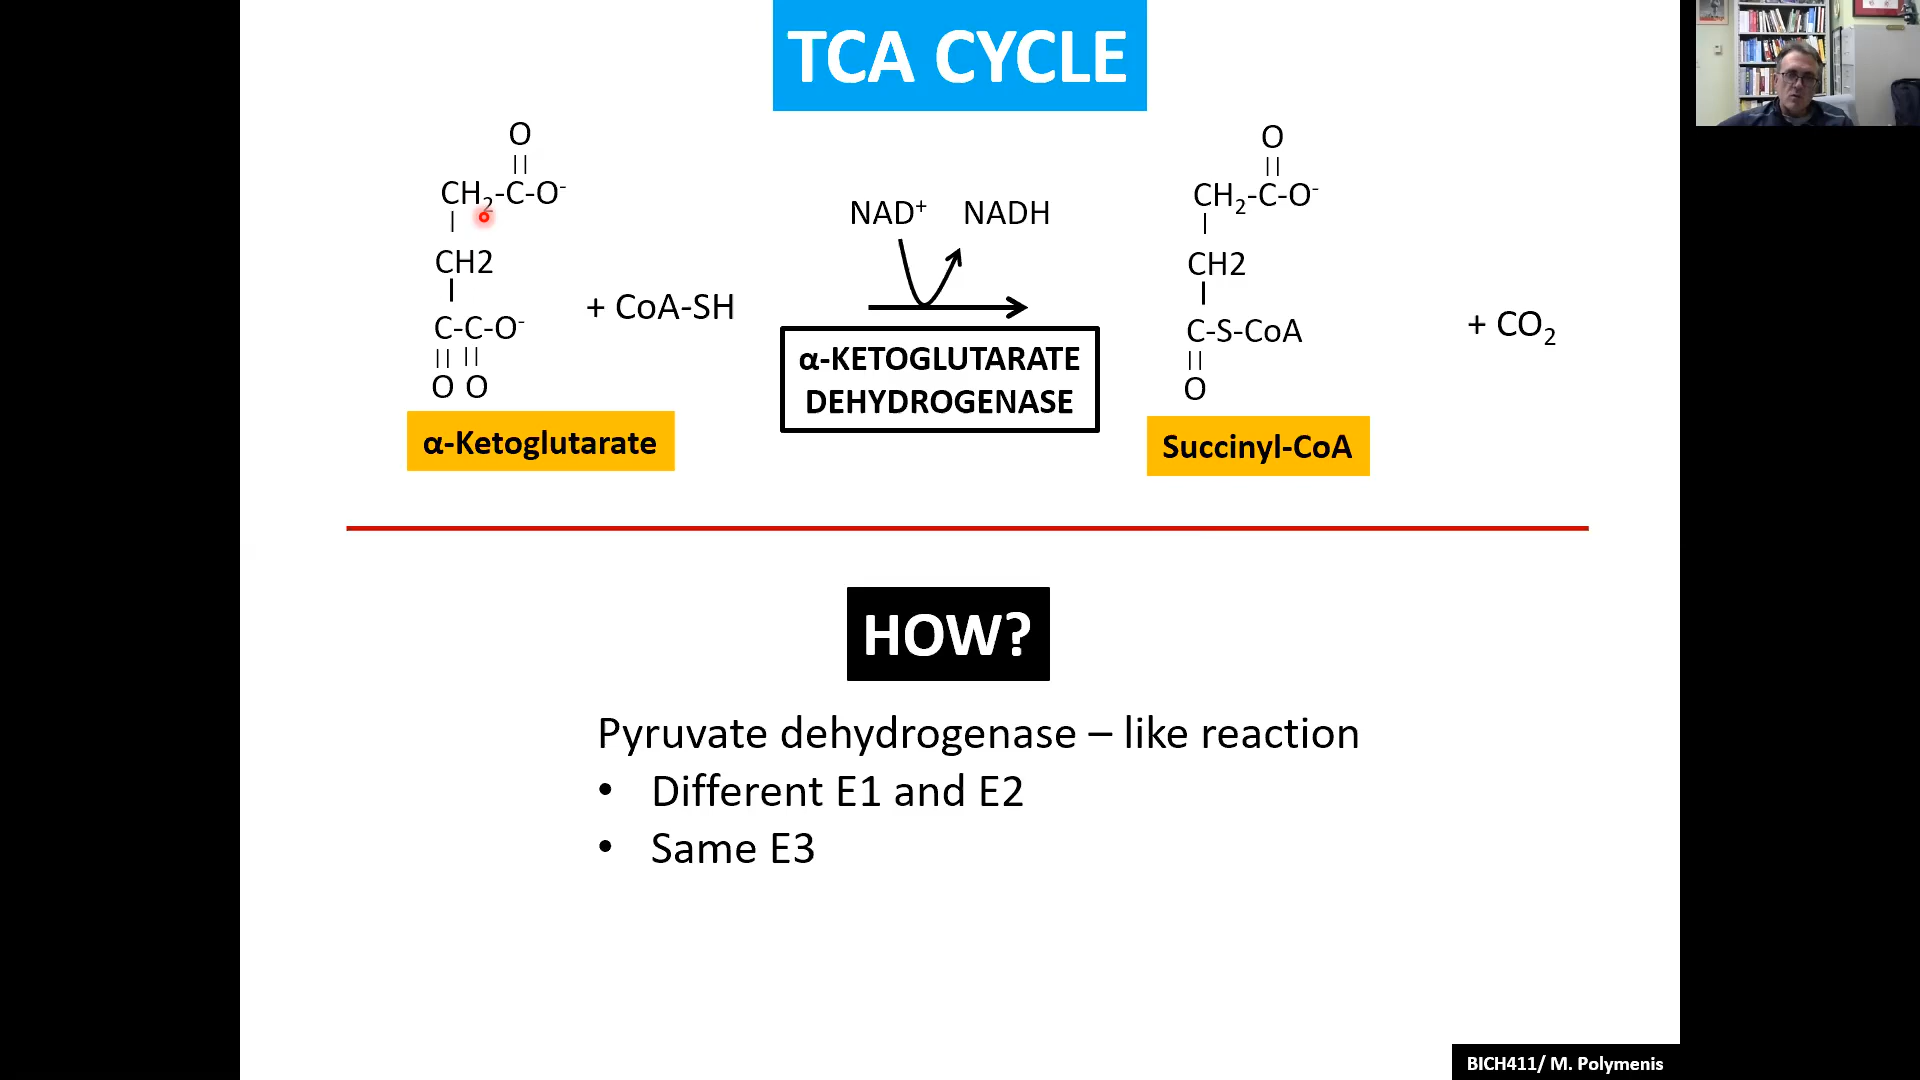 TCA CYCLE
O
||
CH₂-C-O⁻
|
CH2
|
C-C-O⁻
|| ||
O O
α-Ketoglutarate
+ CoA-SH
NAD⁺ NADH
α-KETOGLUTARATE
DEHYDROGENASE
O
||
CH₂-C-O⁻
|
CH2
|
C-S-CoA
||
O
Succinyl-CoA
+ CO₂
HOW?
Pyruvate dehydrogenase – like reaction
• Different E1 and E2
• Same E3
BICH411/ M. Polymenis